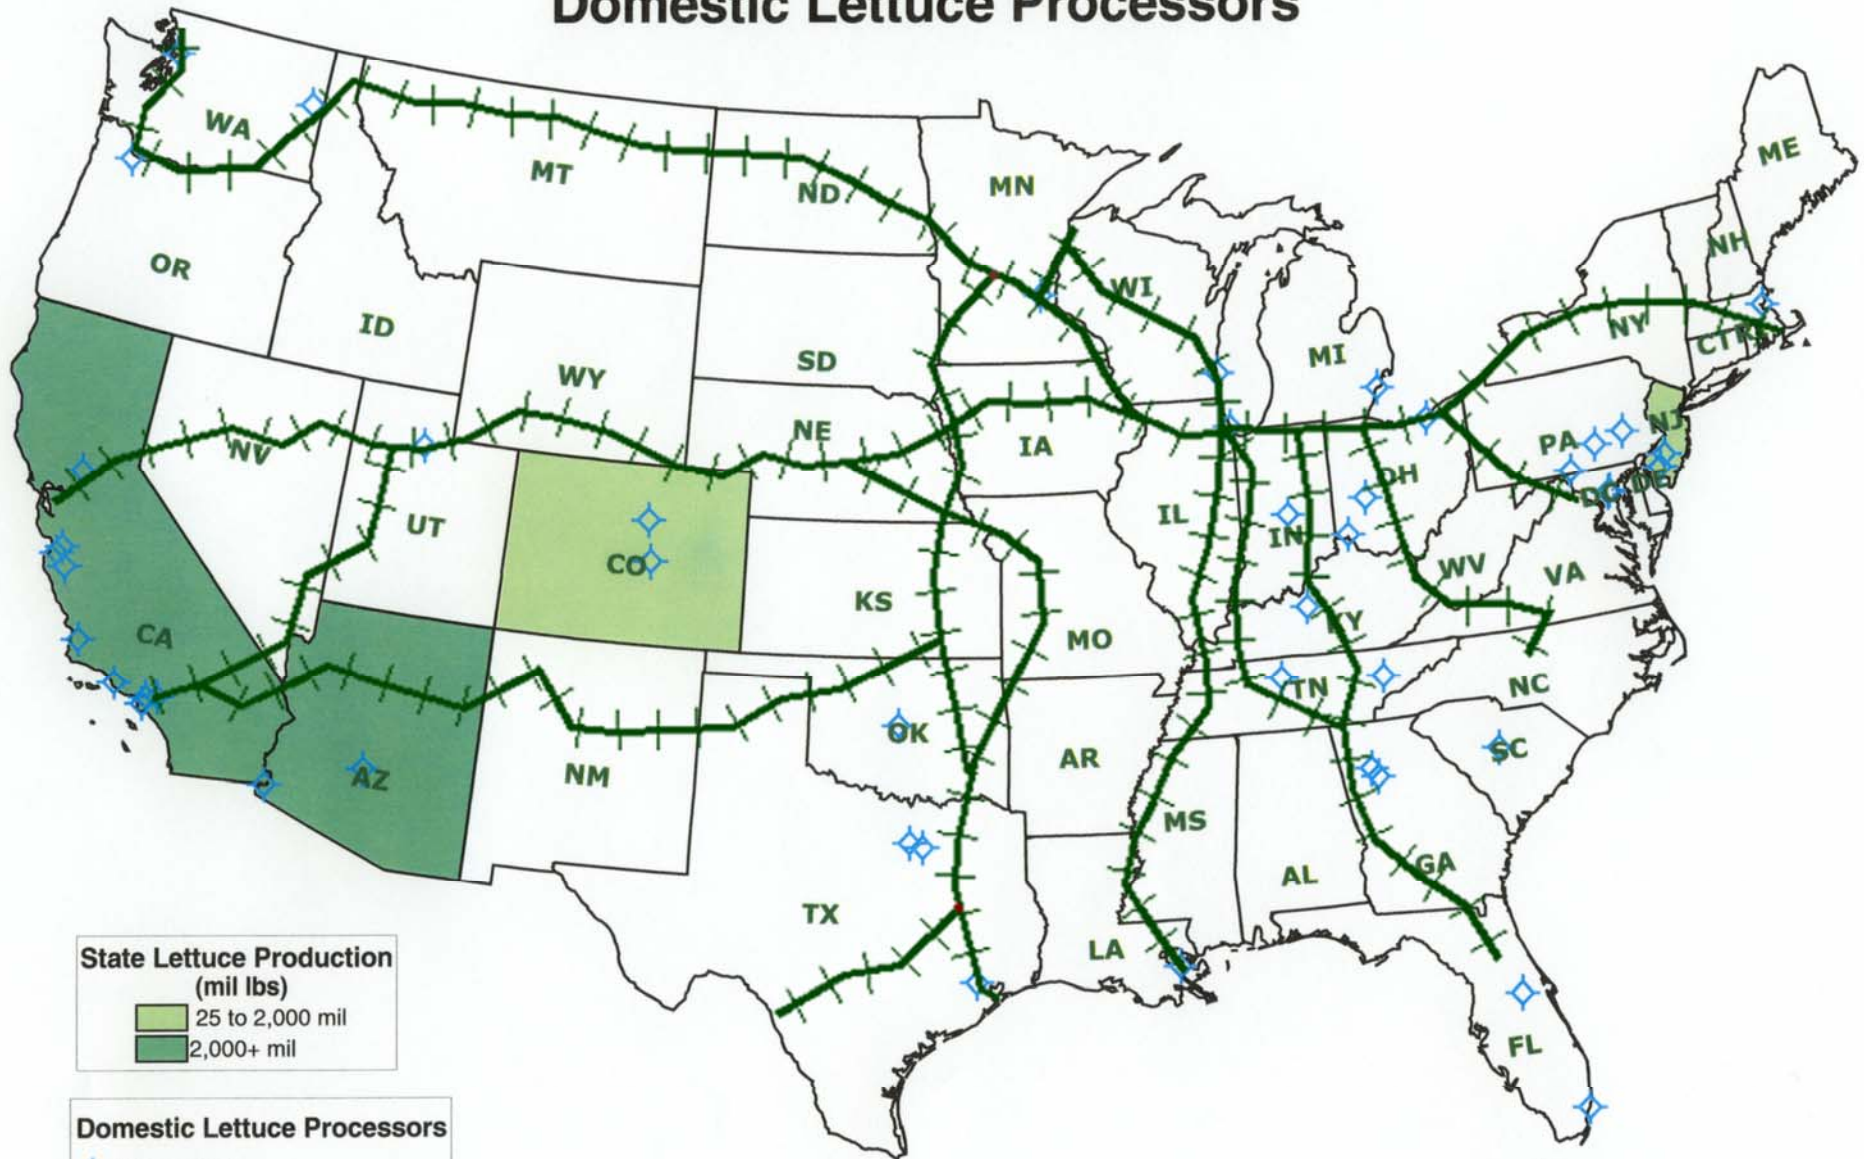 Domestic Lettuce Processors
WA
MT
ND
MN
ME
OR
ID
WY
SD
WI
MI
NY
NH
CT
RI
NV
NE
IA
PA
NJ
UT
CO
KS
MO
IL
IN
OH
WV
VA
DC
DE
CA
AZ
NM
OK
AR
TN
KY
NC
SC
TX
LA
MS
AL
GA
FL
State Lettuce Production
(mil lbs)
25 to 2,000 mil
2,000+ mil
Domestic Lettuce Processors